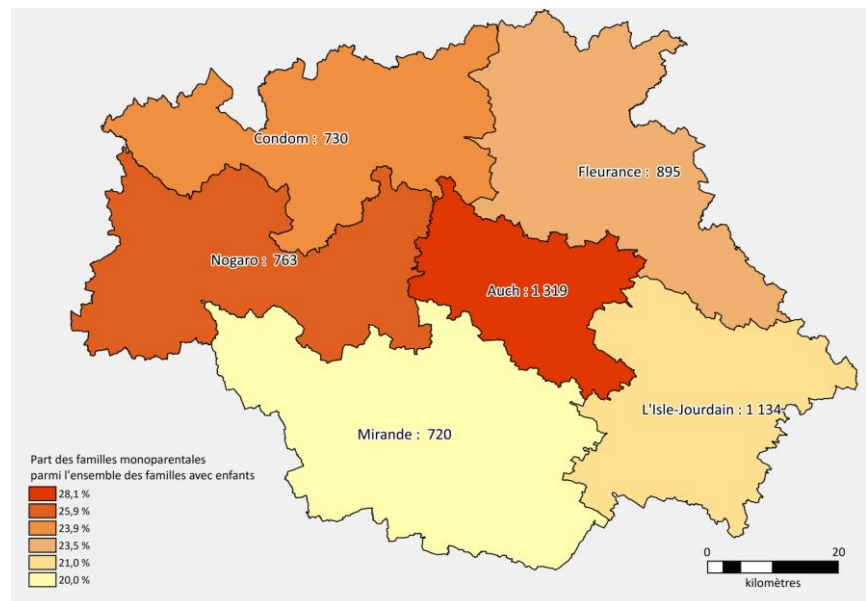 Condom : 730
Fleurance : 895
Nogaro : 763
Auch : 1 319
L'Isle-Jourdain : 1 134
Mirande : 720
Part des familles monoparentales
parmi l'ensemble des familles avec enfants
28,1 %
25,9 %
23,9 %
23,5 %
21,0 %
20,0 %
0 20
kilomètres